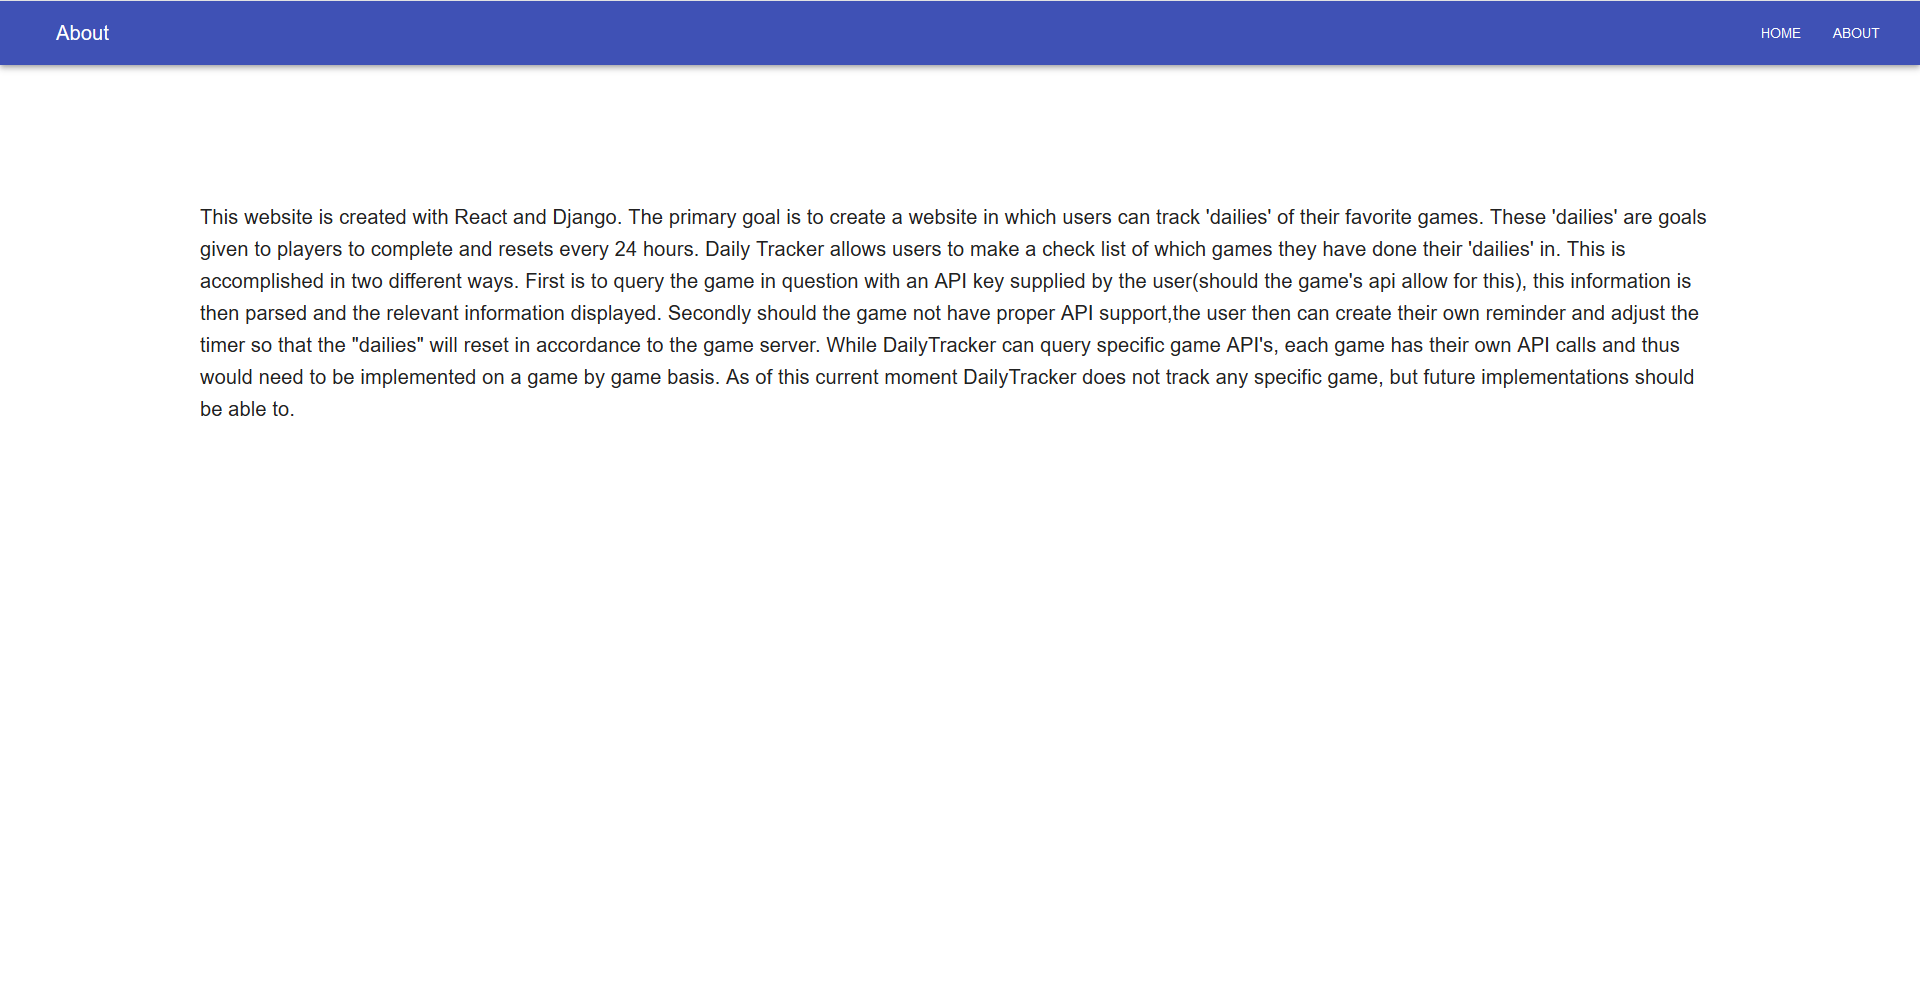 About
HOME
ABOUT
This website is created with React and Django. The primary goal is to create a website in which users can track 'dailies' of their favorite games. These 'dailies' are goals
given to players to complete and resets every 24 hours. Daily Tracker allows users to make a check list of which games they have done their 'dailies' in. This is
accomplished in two different ways. First is to query the game in question with an API key supplied by the user(should the game's api allow for this), this information is
then parsed and the relevant information displayed. Secondly should the game not have proper API support,the user then can create their own reminder and adjust the
timer so that the "dailies" will reset in accordance to the game server. While DailyTracker can query specific game API's, each game has their own API calls and thus
would need to be implemented on a game by game basis. As of this current moment DailyTracker does not track any specific game, but future implementations should
be able to.